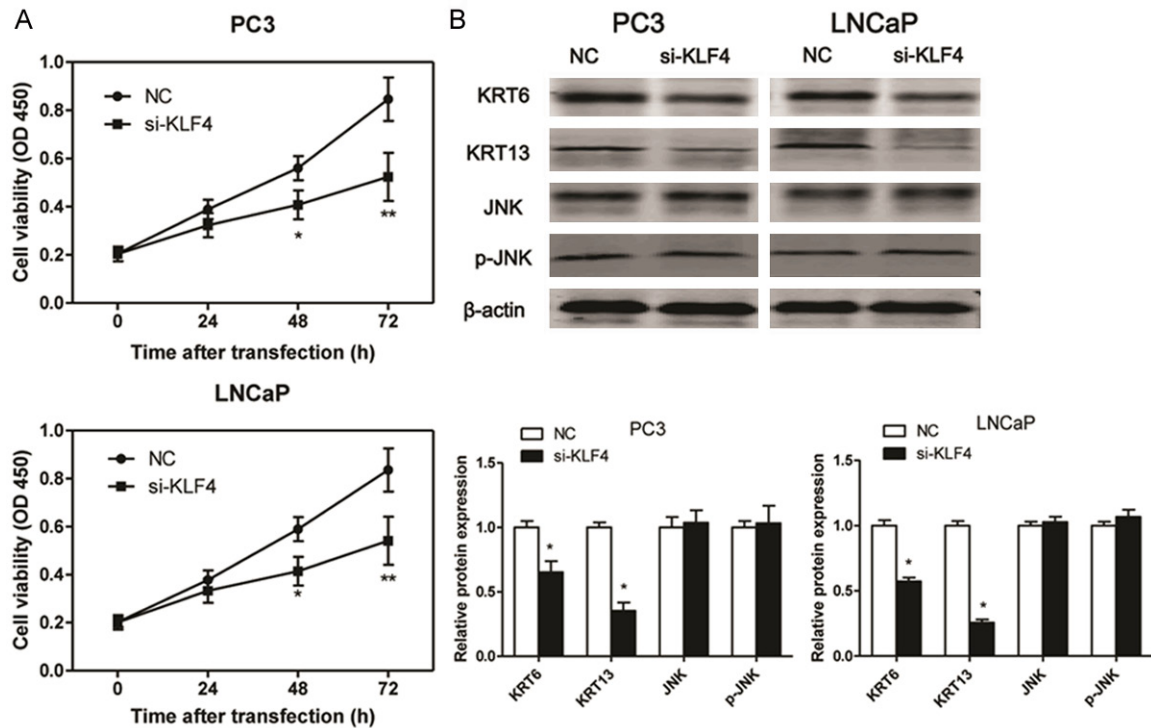 A
PC3
NC
si-KLF4
Cell viability (OD 450)
1.0
0.8
0.6
0.4
0.2
0.0
*
**
0 24 48 72
Time after transfection (h)
LNCaP
NC
si-KLF4
Cell viability (OD 450)
1.0
0.8
0.6
0.4
0.2
0.0
*
**
0 24 48 72
Time after transfection (h)
B
PC3 LNCaP
NC si-KLF4 NC si-KLF4
KRT6
KRT13
JNK
p-JNK
β-actin
NC PC3
si-KLF4
Relative protein expression
1.5
1.0
0.5
0.0
*
*
KRT6 KRT13 JNK p-JNK
NC LNCaP
si-KLF4
Relative protein expression
1.5
1.0
0.5
0.0
*
*
KRT6 KRT13 JNK p-JNK